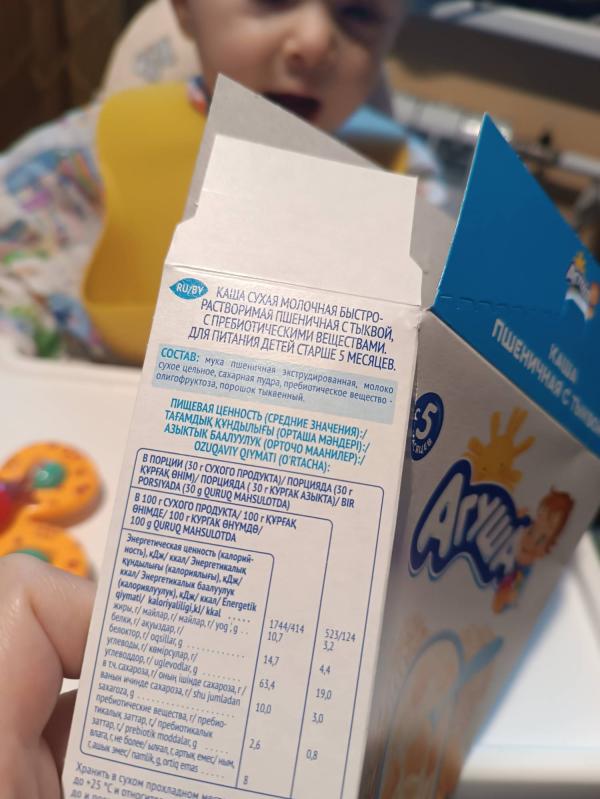 RU/BY
КАША СУХАЯ МОЛОЧНАЯ БЫСТРО-
РАСТВОРИМАЯ ПШЕНИЧНАЯ С ТЫКВОЙ,
С ПРЕБИОТИЧЕСКИМИ ВЕЩЕСТВАМИ.
ДЛЯ ПИТАНИЯ ДЕТЕЙ СТАРШЕ 5 МЕСЯЦЕВ.
СОСТАВ: мука пшеничная экструдированная, молоко
сухое цельное, сахарная пудра, пребиотическое вещество -
олигофруктоза, порошок тыквенный.
ПИЩЕВАЯ ЦЕННОСТЬ (СРЕДНИЕ ЗНАЧЕНИЯ):/
ТАҒАМДЫҚ ҚҰНДЫЛЫҒЫ (ОРТАША МӘНДЕРІ):/
АЗЫКТЫК БААЛУУЛУК (ОРТОЧО МААНИЛЕР):/
OZUQAVIY QIYMATI (O'RTACHA):
В ПОРЦИИ (30 г СУХОГО ПРОДУКТА)/ ПОРЦИЯДА (30 г
ҚҰРҒАҚ ӨНІМ)/ ПОРЦИЯДА ( 30 г КУРГАК АЗЫКТА)/ BIR
PORSIYADA (30 g QURUQ MAHSULOTDA)
В 100 г СУХОГО ПРОДУКТА/ 100 г ҚҰРҒАҚ
ӨНІМДЕ/ 100 г КУРГАК ӨНҮМДӨ/
100 g QURUQ MAHSULOTDA
Энергетическая ценность (калорий-
ность), кДж/ ккал/ Энергетикалық
құндылығы (калориялығы), кДж/
ккал/ Энергетикалык баалуулук
(калориялуулук), кДж/ ккал/ Energetik
qiymati/ kaloriyaliligi,kJ/ kkal ..... 1744/414 523/124
жиры, г/ майлар, г/ майлар, г/ yog', g .. 10,7 3,2
белки, г/ ақуыздар, г/
белоктор, г/ oqsillar, g 14,7 4,4
углеводы, г/ көмірсулар, г/
углеводдор, г/ uglevodlar, g 63,4 19,0
в т.ч. сахароза, г/ оның ішінде сахароза, г/
анын ичинде сахароза, г/ shu jumladan
saxaroza, g 10,0 3,0
пребиотические вещества, г/ пребио-
тикалық заттар, г/ пребиотикалык
заттар, г/ prebiotik moddalar, g 2,6 0,8
влага, г, не более/ ылғал, г, артық емес/ ным,
г, ашык эмес/ namlik, g, ortiq emas 8
Хранить в сухом прохладном
до +25 °С и
С 5
МЕСЯЦЕВ
Агуша
Агуша
КАША
ПШЕНИЧНАЯ С ТЫКВОЙ